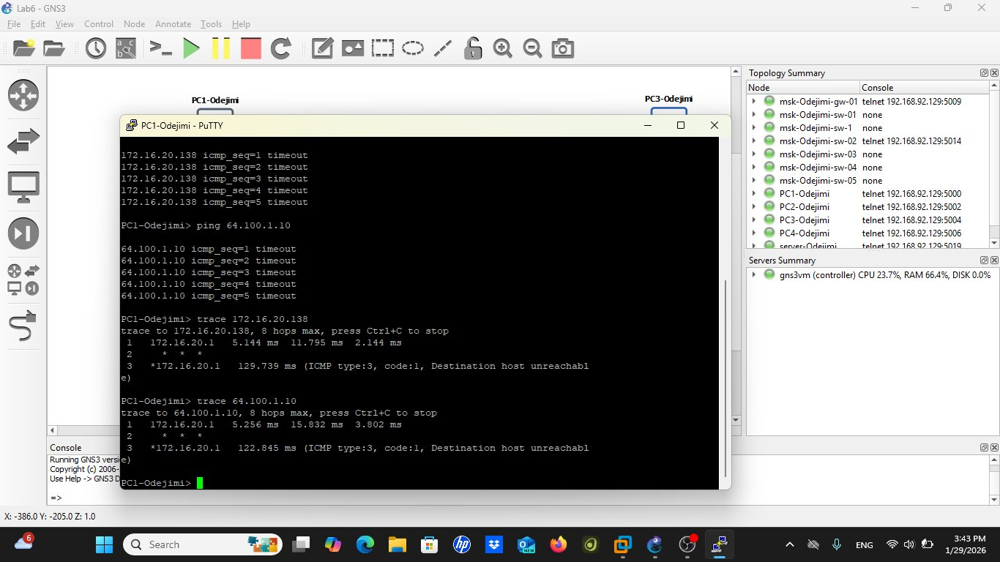 Lab6 - GNS3
File Edit View Control Node Annotate Tools Help
PC1-Odejimi
PC3-Odejimi
PC1-Odejimi - PuTTY
172.16.20.138 icmp_seq=1 timeout
172.16.20.138 icmp_seq=2 timeout
172.16.20.138 icmp_seq=3 timeout
172.16.20.138 icmp_seq=4 timeout
172.16.20.138 icmp_seq=5 timeout
PC1-Odejimi> ping 64.100.1.10
64.100.1.10 icmp_seq=1 timeout
64.100.1.10 icmp_seq=2 timeout
64.100.1.10 icmp_seq=3 timeout
64.100.1.10 icmp_seq=4 timeout
64.100.1.10 icmp_seq=5 timeout
PC1-Odejimi> trace 172.16.20.138
trace to 172.16.20.138, 8 hops max, press Ctrl+C to stop
1 172.16.20.1 5.144 ms 11.795 ms 2.144 ms
2 * * *
3 *172.16.20.1 129.739 ms (ICMP type:3, code:1, Destination host unreachabl
e)
PC1-Odejimi> trace 64.100.1.10
trace to 64.100.1.10, 8 hops max, press Ctrl+C to stop
1 172.16.20.1 5.256 ms 15.832 ms 3.802 ms
2 * * *
3 *172.16.20.1 122.845 ms (ICMP type:3, code:1, Destination host unreachabl
e)
PC1-Odejimi>
Topology Summary
Node Console
msk-Odejimi-gw-01 telnet 192.168.92.129:5009
msk-Odejimi-sw-01 none
msk-Odejimi-sw-1 none
msk-Odejimi-sw-02 telnet 192.168.92.129:5014
msk-Odejimi-sw-03 none
msk-Odejimi-sw-04 none
msk-Odejimi-sw-05 none
PC1-Odejimi telnet 192.168.92.129:5000
PC2-Odejimi telnet 192.168.92.129:5002
PC3-Odejimi telnet 192.168.92.129:5004
PC4-Odejimi telnet 192.168.92.129:5006
server-Odejimi telnet 192.168.92.129:5019
Servers Summary
gns3vm (controller) CPU 23.7%, RAM 66.4%, DISK 0.0%
Console
Running GNS3 versi
Copyright (c) 2006-
Use Help -> GNS3 D
=>
X: -386.0 Y: -205.0 Z: 1.0
6
Search
NEW
ENG
3:43 PM
1/29/2026